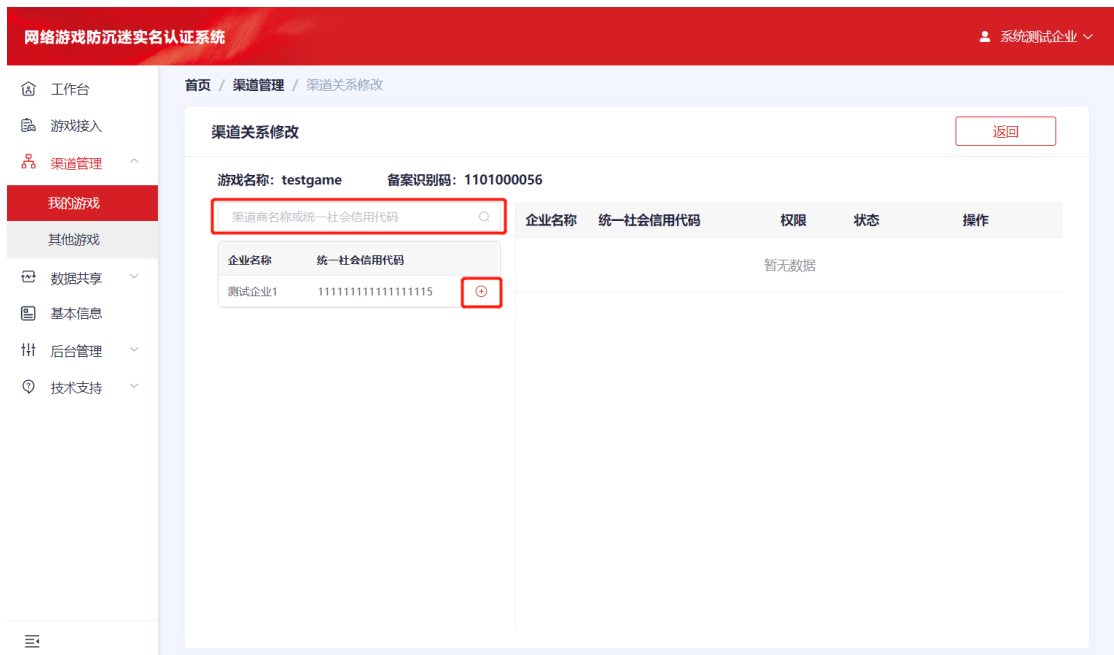 网络游戏防沉迷实名认证系统
系统测试企业
工作台
游戏接入
渠道管理
我的游戏
其他游戏
数据共享
基本信息
后台管理
技术支持
首页 / 渠道管理 / 渠道关系修改
渠道关系修改
返回
游戏名称：testgame 备案识别码：1101000056
渠道商名称或统一社会信用代码
企业名称 统一社会信用代码
测试企业1 111111111111111115
企业名称 统一社会信用代码 权限 状态 操作
暂无数据